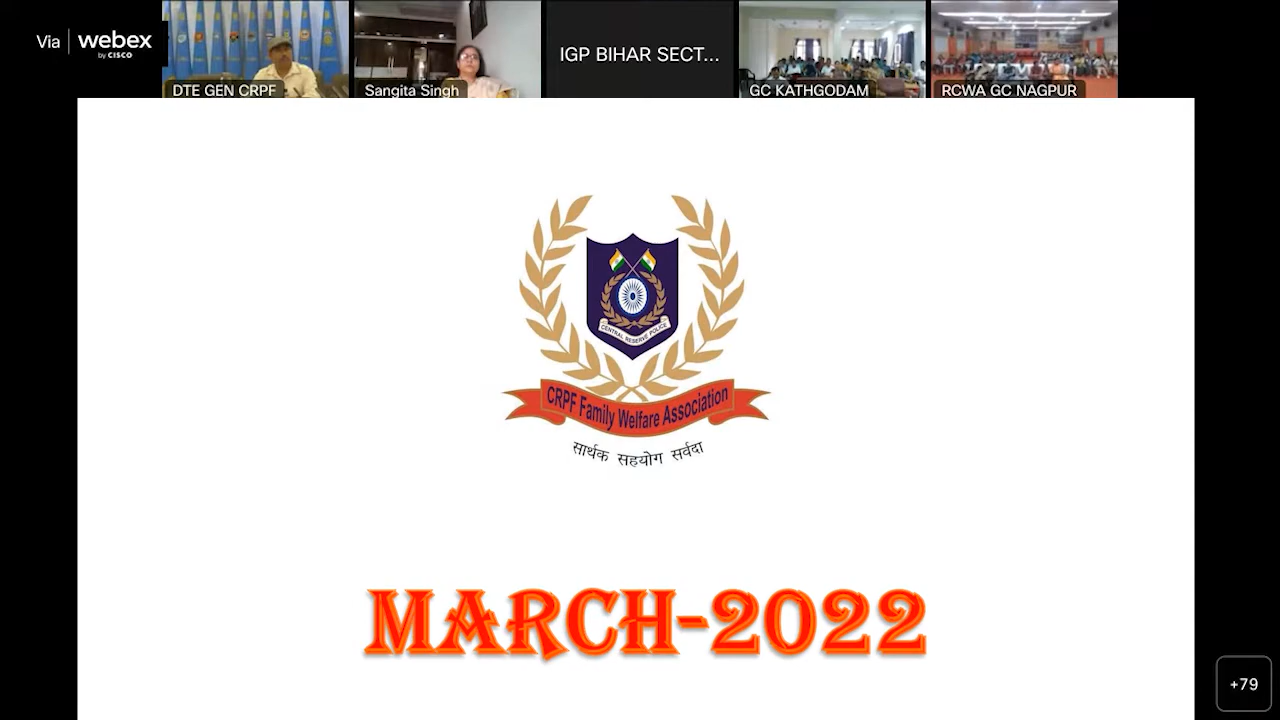 Via webex
by CISCO
IGP BIHAR SECT...
DTE GEN CRPF
Sangita Singh
GC KATHGODAM
RCWA GC NAGPUR
CENTRAL RESERVE POLICE
CRPF Family Welfare Association
सार्थक सहयोग सर्वदा
MARCH-2022
+79